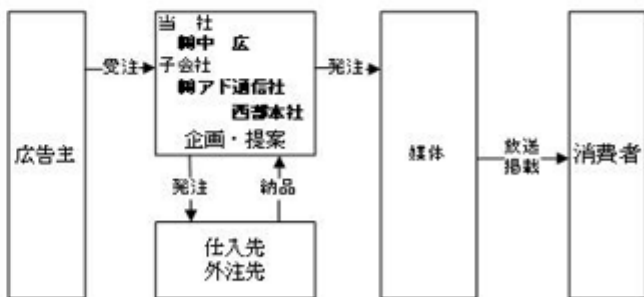 当 社
㈱中 広
子会社
㈱アド通信社
西部本社
企画・提案
広告主
受注
発注
媒体
放送
掲載
消費者
発注
納品
仕入先
外注先